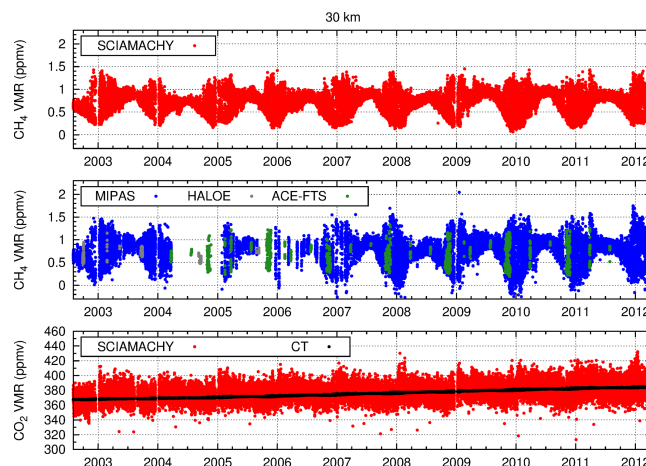 30 km
CH4 VMR (ppmv)
2
1.5
1
0.5
0
SCIAMACHY
2003 2004 2005 2006 2007 2008 2009 2010 2011 2012
CH4 VMR (ppmv)
2
1.5
1
0.5
0
MIPAS HALOE ACE-FTS
2003 2004 2005 2006 2007 2008 2009 2010 2011 2012
CO2 VMR (ppmv)
460
440
420
400
380
360
340
320
300
SCIAMACHY CT
2003 2004 2005 2006 2007 2008 2009 2010 2011 2012